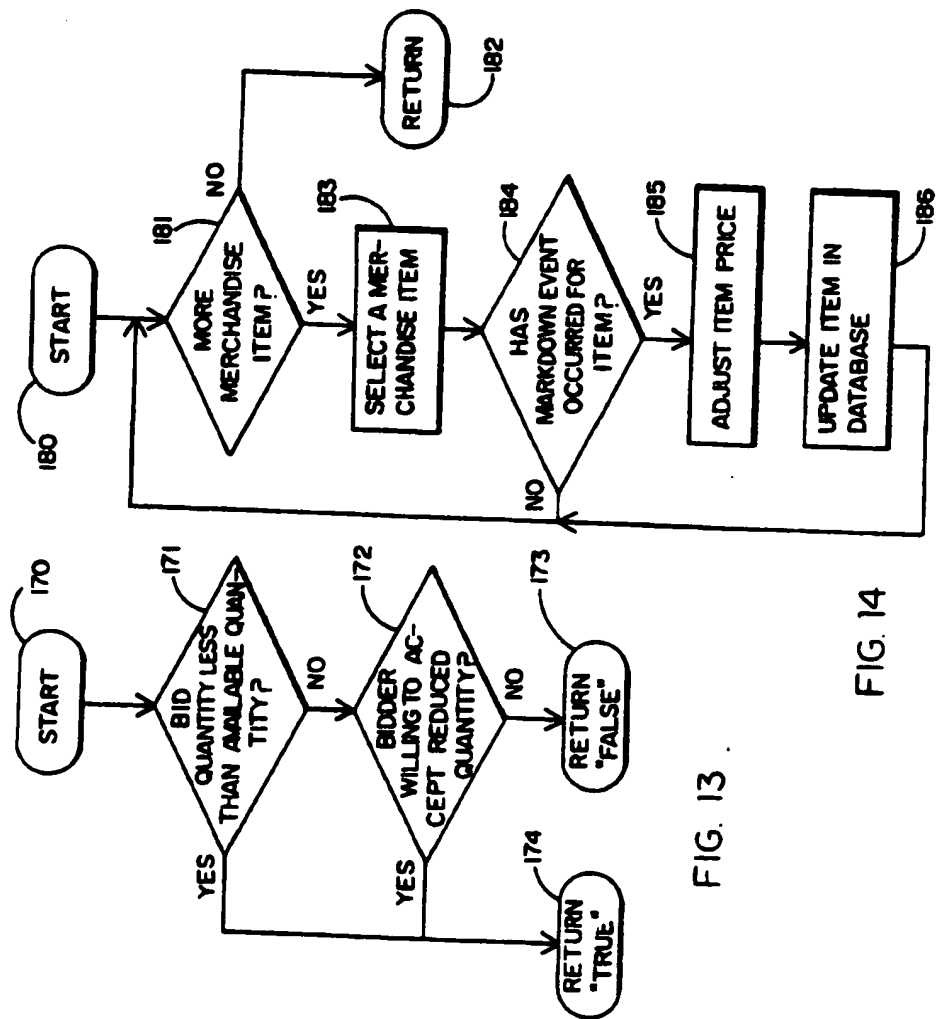 START
170
BID
QUANTITY LESS
THAN AVAILABLE QUAN-
TITY?
171
YES
NO
BIDDER
WILLING TO AC-
CEPT REDUCED
QUANTITY?
172
YES
NO
RETURN
"FALSE"
173
RETURN
"TRUE"
174
FIG. 13
START
180
MORE
MERCHANDISE
ITEM?
181
NO
YES
RETURN
182
SELECT A MER-
CHANDISE ITEM
183
HAS
MARKDOWN EVENT
OCCURRED FOR
ITEM?
184
NO
YES
ADJUST ITEM PRICE
185
UPDATE ITEM IN
DATABASE
186
FIG. 14